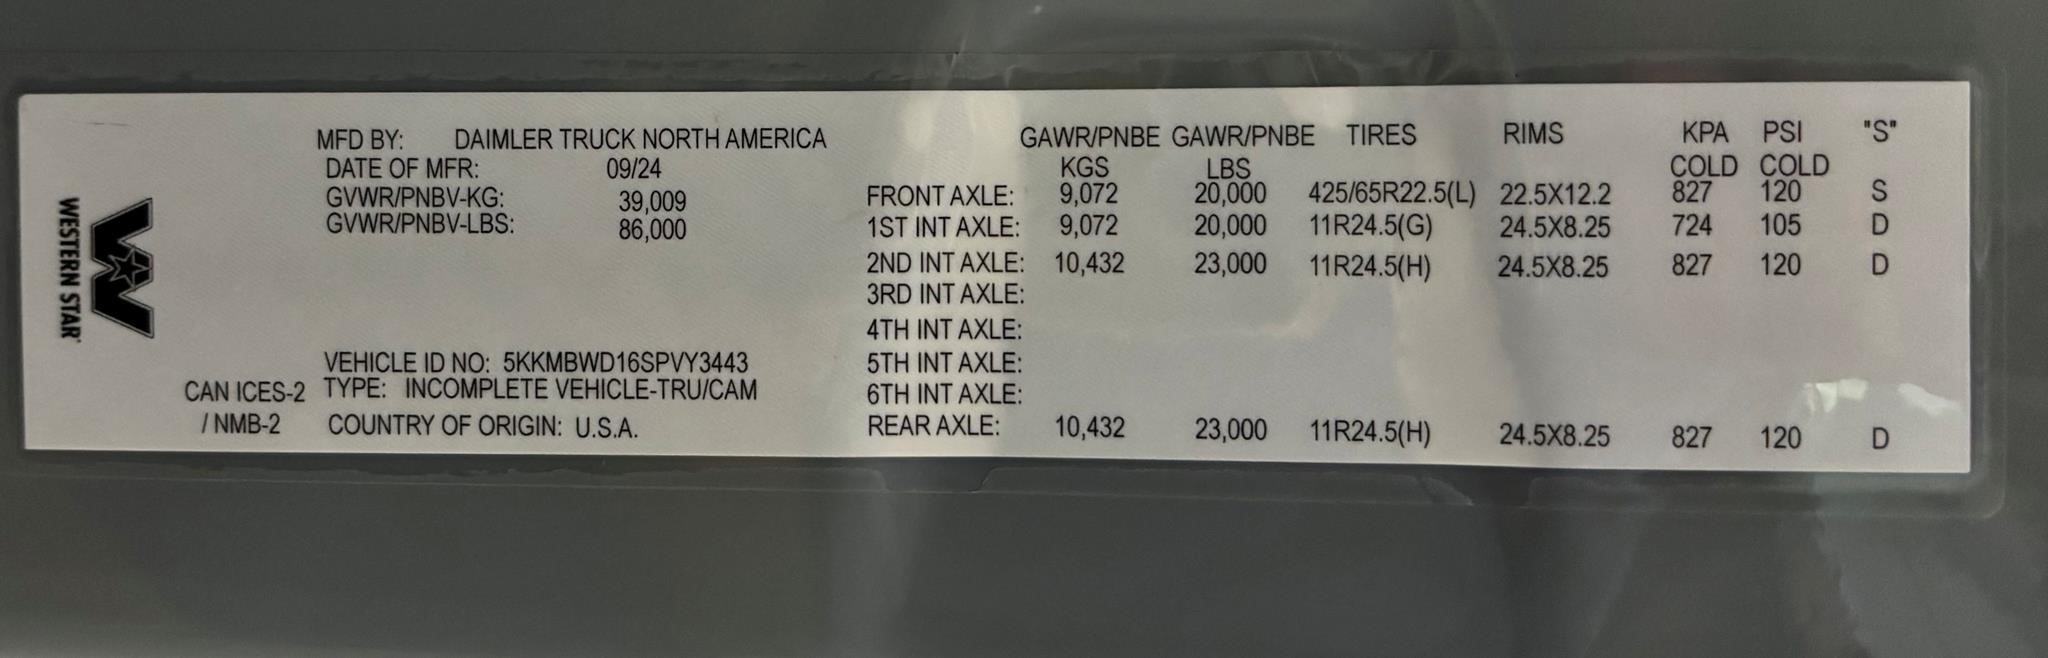 WESTERN STAR
MFD BY: DAIMLER TRUCK NORTH AMERICA
DATE OF MFR: 09/24
GVWR/PNBV-KG: 39,009
GVWR/PNBV-LBS: 86,000
VEHICLE ID NO: 5KKMBWD16SPVY3443
CAN ICES-2 TYPE: INCOMPLETE VEHICLE-TRU/CAM
/ NMB-2 COUNTRY OF ORIGIN: U.S.A.
GAWR/PNBE GAWR/PNBE TIRES RIMS KPA PSI "S"
KGS LBS COLD COLD
FRONT AXLE: 9,072 20,000 425/65R22.5(L) 22.5X12.2 827 120 S
1ST INT AXLE: 9,072 20,000 11R24.5(G) 24.5X8.25 724 105 D
2ND INT AXLE: 10,432 23,000 11R24.5(H) 24.5X8.25 827 120 D
3RD INT AXLE:
4TH INT AXLE:
5TH INT AXLE:
6TH INT AXLE:
REAR AXLE: 10,432 23,000 11R24.5(H) 24.5X8.25 827 120 D